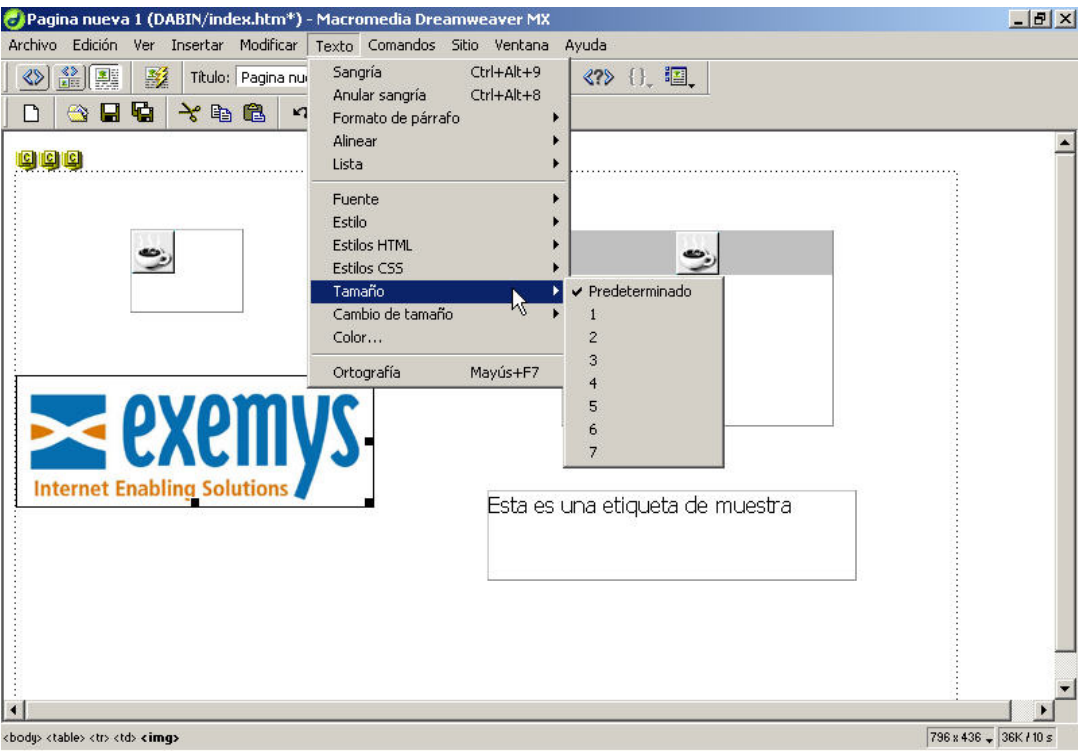 Pagina nueva 1 (DABIN/index.htm*) - Macromedia Dreamweaver MX
Archivo Edición Ver Insertar Modificar Texto Comandos Sitio Ventana Ayuda
Título: Pagina nu
Sangría Ctrl+Alt+9
Anular sangría Ctrl+Alt+8
Formato de párrafo
Alinear
Lista
Fuente
Estilo
Estilos HTML
Estilos CSS
Tamaño
Cambio de tamaño
Color...
Ortografía Mayús+F7
Predeterminado
1
2
3
4
5
6
7
exemys
Internet Enabling Solutions
Esta es una etiqueta de muestra
<body> <table> <tr> <td> <img>
796 x 436 36K / 10 s